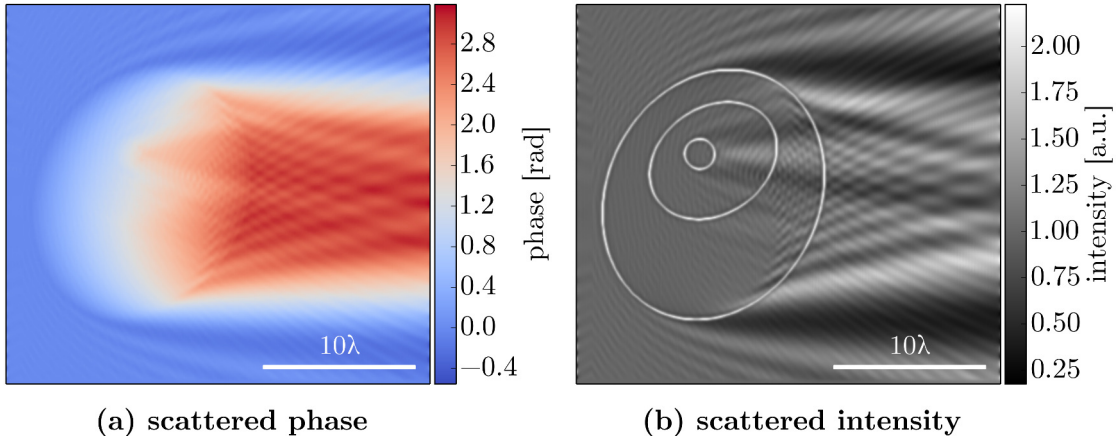 2.8
2.4
2.0
1.6
1.2
0.8
0.4
0.0
−0.4
phase [rad]
10λ
(a) scattered phase
2.00
1.75
1.50
1.25
1.00
0.75
0.50
0.25
intensity [a.u.]
10λ
(b) scattered intensity